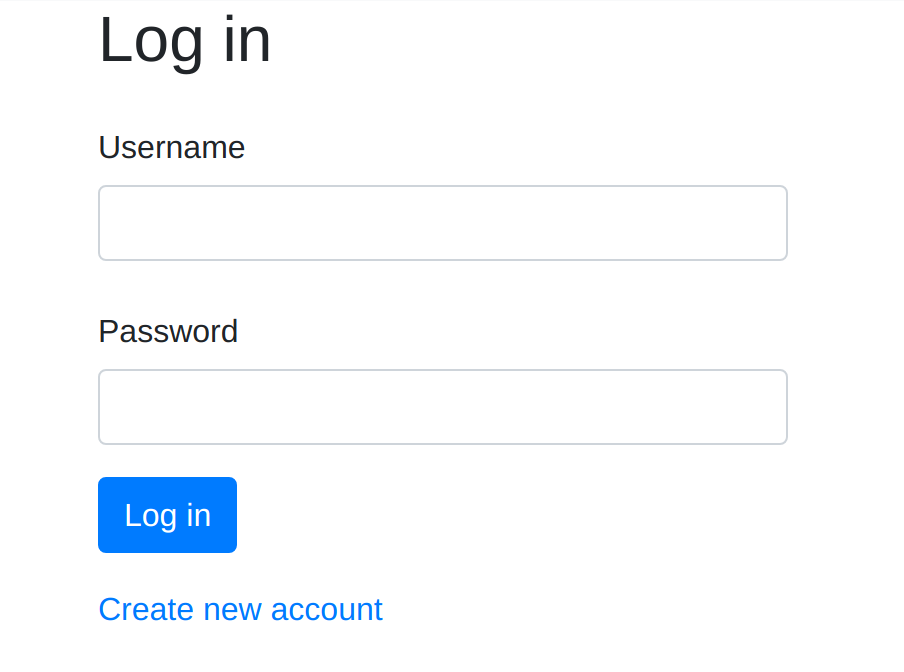 Log in
Username
Password
Log in
Create new account